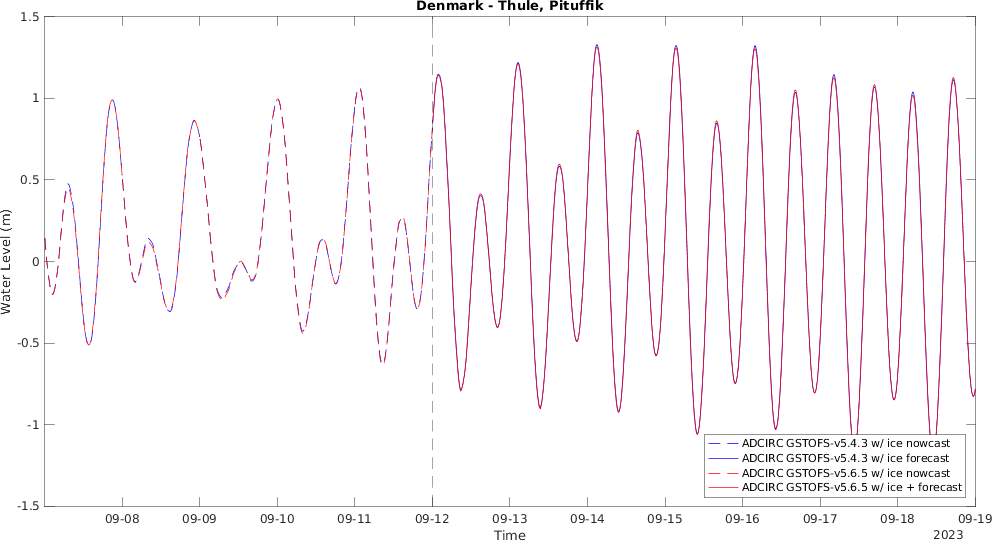 Denmark - Thule, Pituffik
Water Level (m)
1.5
1
0.5
0
-0.5
-1
-1.5
ADCIRC GSTOFS-v5.4.3 w/ ice nowcast
ADCIRC GSTOFS-v5.4.3 w/ ice forecast
ADCIRC GSTOFS-v5.6.5 w/ ice nowcast
ADCIRC GSTOFS-v5.6.5 w/ ice + forecast
09-08 09-09 09-10 09-11 09-12 09-13 09-14 09-15 09-16 09-17 09-18 09-19
Time
2023